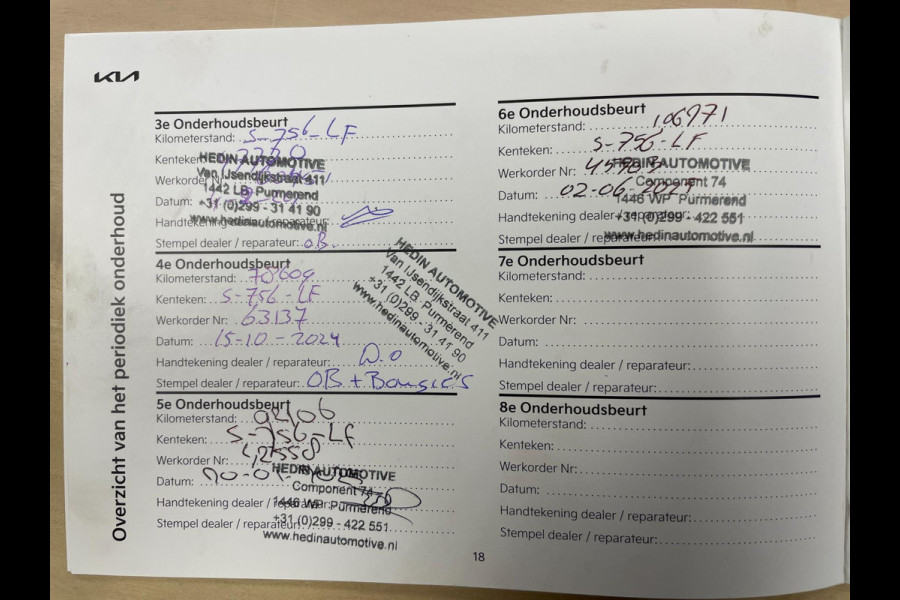 KIA
Overzicht van het periodiek onderhoud
3e Onderhoudsbeurt
Kilometerstand:
S-756-LF
Kenteken:
Werkorder
Datum:
Handtekening dealer / reparateur:
Stempel dealer / reparateur: OB.
HEDIN AUTOMOTIVE
Van IJsendijkstraat 411
1442 LB Purmerend
+31 (0)299 - 31 41 90
www.hedinautomotive.nl
4e Onderhoudsbeurt
Kilometerstand: 78609
Kenteken: S-756-LF
Werkorder Nr: 63137
Datum: 15-10-2024
Handtekening dealer / reparateur: D.O
Stempel dealer / reparateur: OB +
HEDIN AUTOMOTIVE
Van IJsendijkstraat 411
1442 LB Purmerend
+31 (0)299 - 31 41 90
www.hedinautomotive.nl
5e Onderhoudsbeurt
Kilometerstand:
Kenteken: S-756-LF
Werkorder Nr: 42558
Datum:
Handtekening dealer / reparateur:
Stempel dealer / reparateur:
HEDIN AUTOMOTIVE
Component 74
1446 WP Purmerend
+31 (0)299 - 422 551
www.hedinautomotive.nl
6e Onderhoudsbeurt
Kilometerstand: 106971
Kenteken: S-756-LF
Werkorder Nr:
Datum: 02-06-
Handtekening dealer / reparateur:
Stempel dealer / reparateur:
HEDIN AUTOMOTIVE
Component 74
1446 WP Purmerend
+31 (0)299 - 422 551
www.hedinautomotive.nl
7e Onderhoudsbeurt
Kilometerstand:
Kenteken:
Werkorder Nr:
Datum:
Handtekening dealer / reparateur:
Stempel dealer / reparateur:
8e Onderhoudsbeurt
Kilometerstand:
Kenteken:
Werkorder Nr:
Datum:
Handtekening dealer / reparateur:
Stempel dealer / reparateur:
18